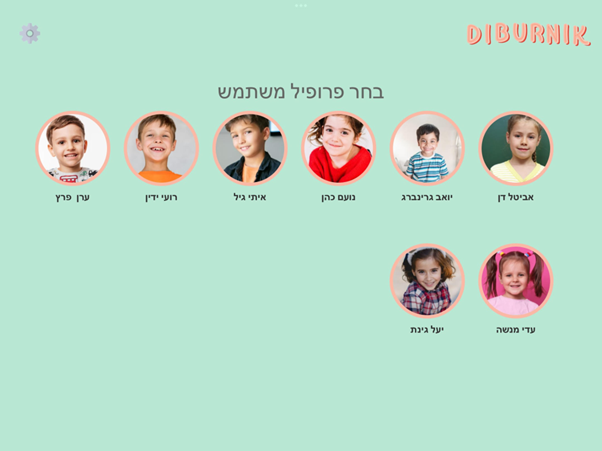 DIBURNIK
בחר פרופיל משתמש
אביטל דן
יואב גרינברג
נועם כהן
איתי גיל
רועי ידין
ערן פרץ
עדי מנשה
יעל גינת